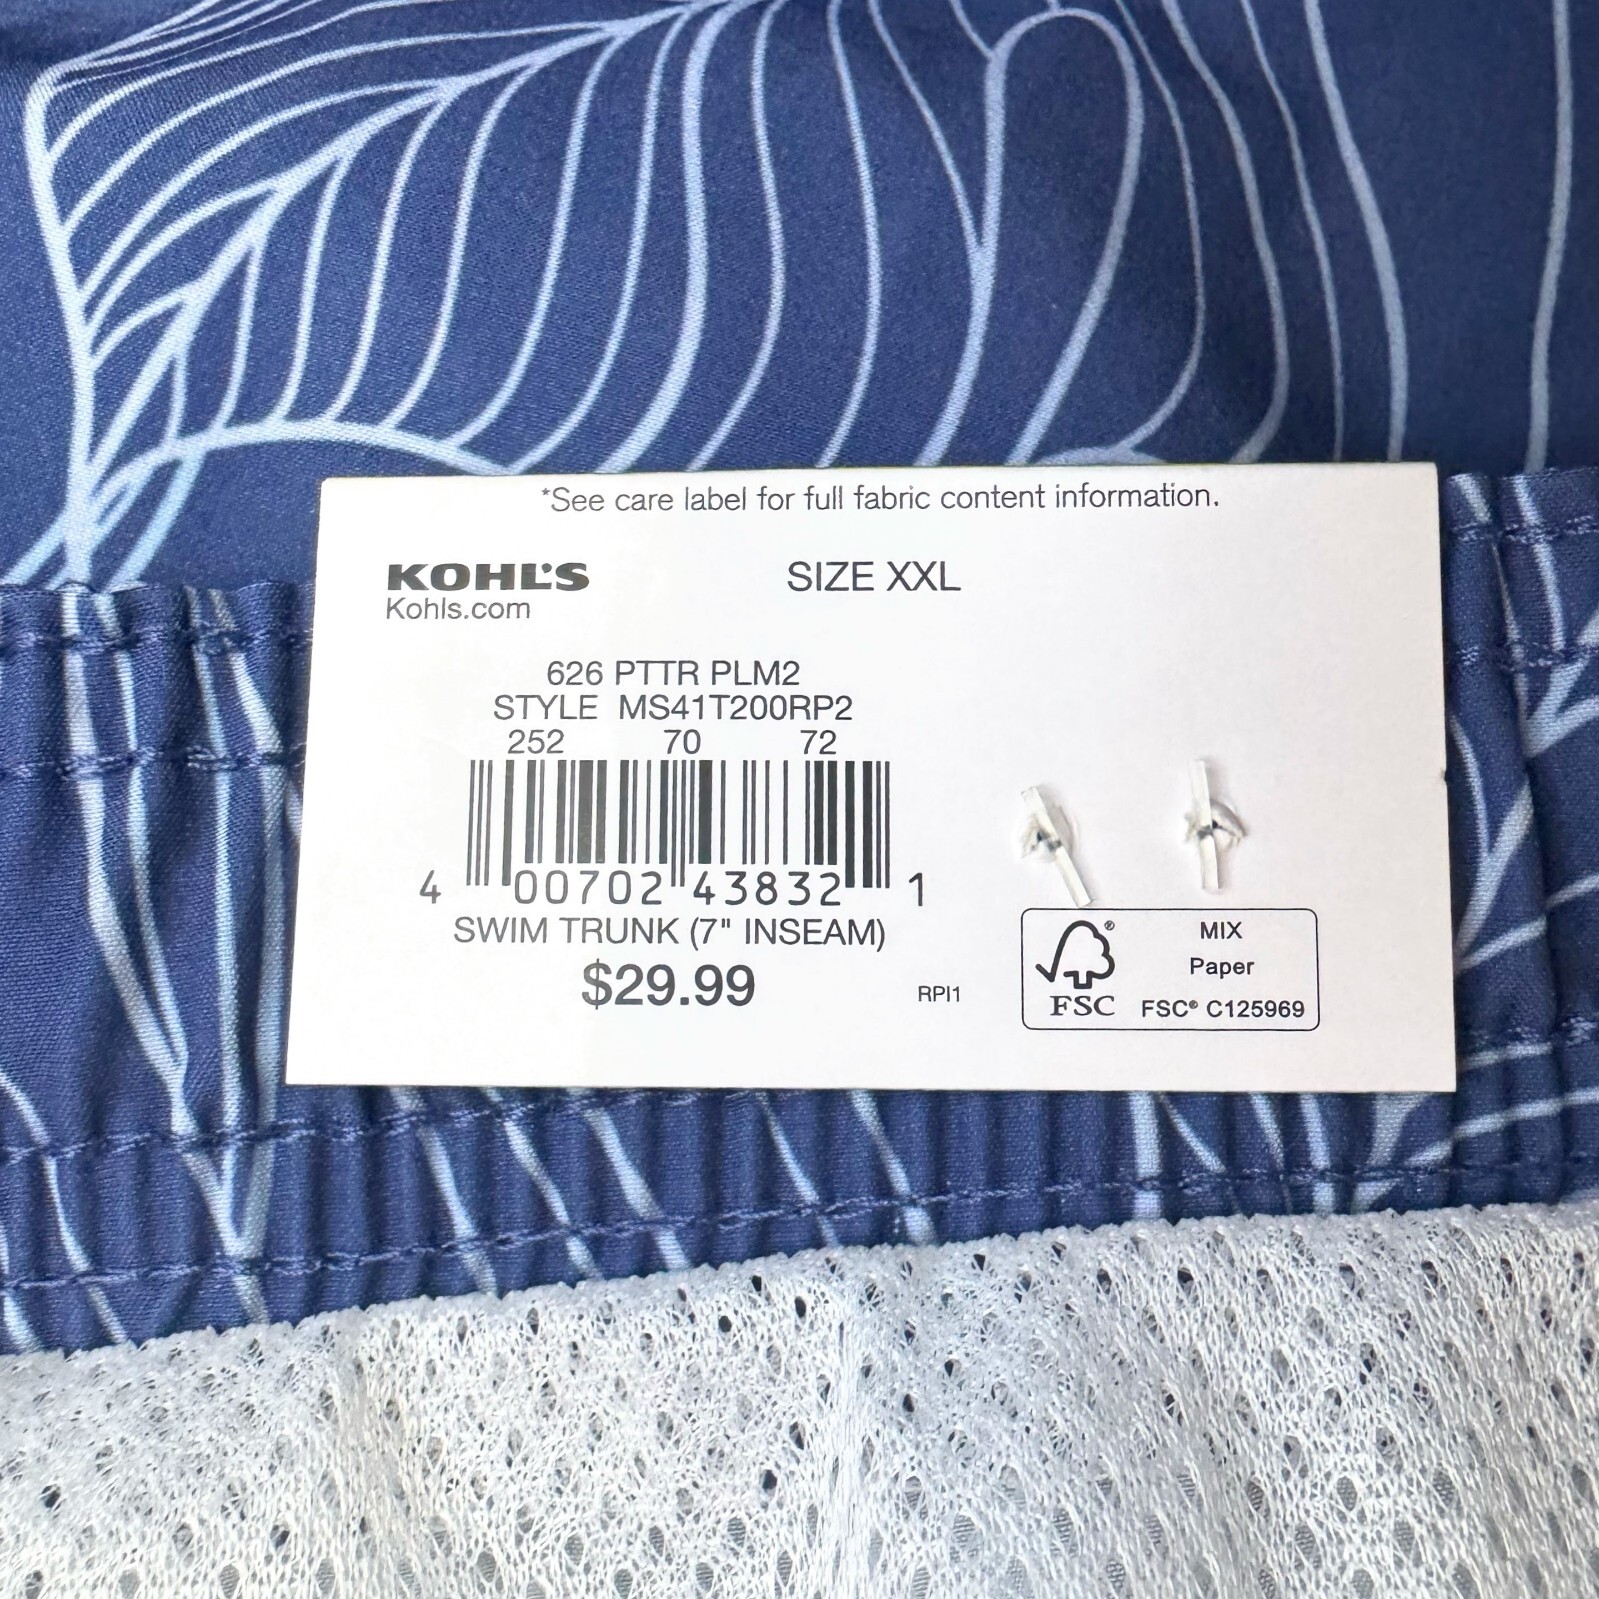 *See care label for full fabric content information.
KOHL'S
Kohls.com
SIZE XXL
626 PTTR PLM2
STYLE MS41T200RP2
252 70 72
4 00702 43832 1
SWIM TRUNK (7" INSEAM)
$29.99
RPI1
FSC
MIX
Paper
FSC® C125969